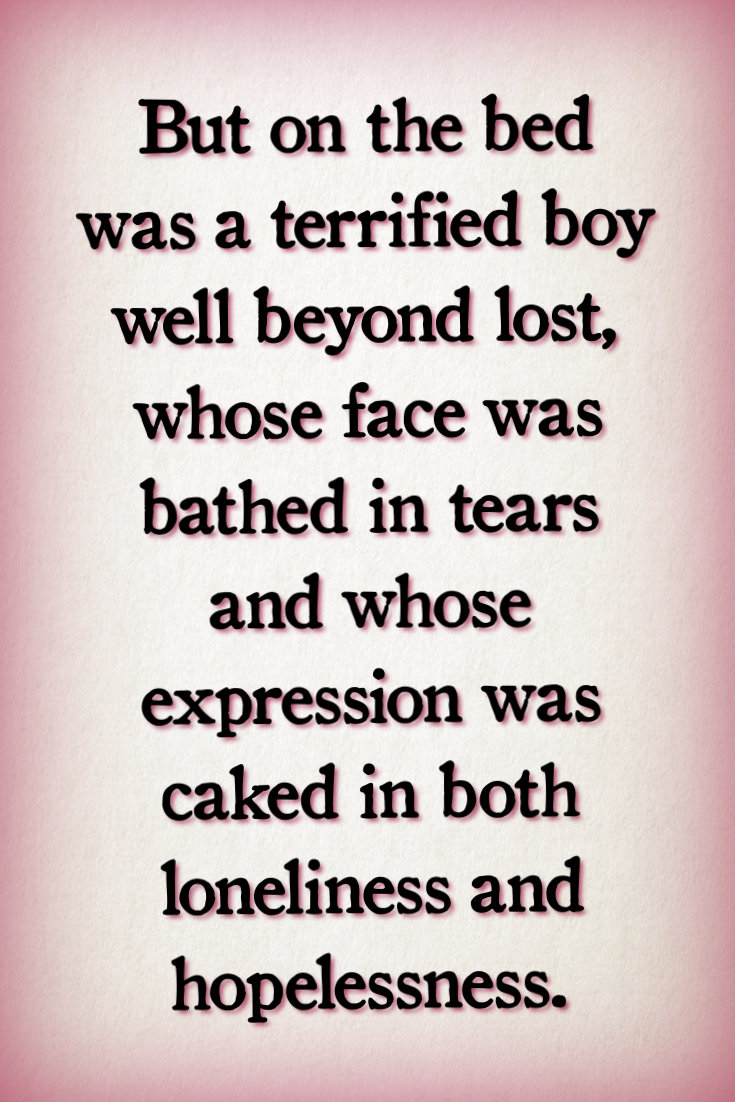 But on the bed
was a terrified boy
well beyond lost,
whose face was
bathed in tears
and whose
expression was
caked in both
loneliness and
hopelessness.